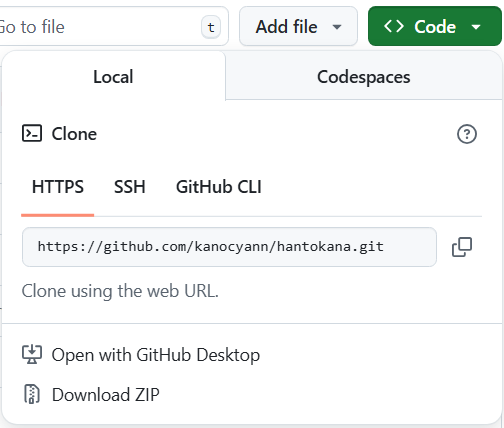 Go to file
t
Add file
Code
Local
Codespaces
Clone
HTTPS
SSH
GitHub CLI
https://github.com/kanocyann/hantokana.git
Clone using the web URL.
Open with GitHub Desktop
Download ZIP